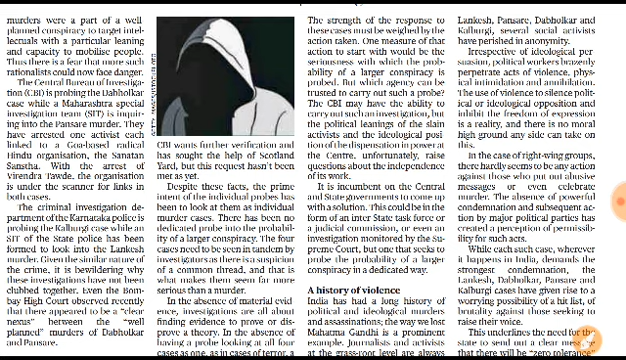 murders were a part of a well
planned conspiracy to target intel-
lectuals with a particular leaning
and capacity to mobilise people.
Thus there is a fear that more such
rationalists could now face danger.
The Central Bureau of Investiga-
tion (CBI) is probing the Dabholkar
case while a Maharashtra special
investigation team (SIT) is inquir-
ing into the Pansare murder. They
have arrested one activist each
linked to a Goa-based radical
Hindu organisation, the Sanatan
Sanstha. With the arrest of
Virendra Tawde, the organisation
is under the scanner for links in
both cases.
The criminal investigation de-
partment of the Karnataka police is
probing the Kalburgi case while an
SIT of the State police has been
formed to look into the Lankesh
murder. Given the similar nature of
the crime, it is bewildering why
these investigations have not been
clubbed together. Even the Bom-
bay High Court observed recently
that there appeared to be a “clear
nexus” between the “well
planned” murders of Dabholkar
and Pansare.
CBI wants further verification and
has sought the help of Scotland
Yard, but this request hasn't been
met as yet.
Despite these facts, the prime
intent of the individual probes has
been to look at them as individual
murder cases. There has been no
dedicated probe into the probabil-
ity of a larger conspiracy. The four
cases need to be seen in tandem by
investigators as there is a suspicion
of a common thread, and that is
what makes them seem far more
serious than a murder.
In the absence of material evid-
ence, investigations are all about
finding evidence to prove or dis-
prove a theory. In the absence of
having a probe looking at all four
cases as one, as in cases of terror, a
The strength of the response to
these cases must be weighed by the
action taken. One measure of that
action to start with would be the
seriousness with which the prob-
ability of a larger conspiracy is
probed. But which agency can be
trusted to carry out such a probe?
The CBI may have the ability to
carry out such an investigation, but
the political leanings of the slain
activists and the ideological posi-
tion of the dispensation in power at
the Centre, unfortunately, raise
questions about the independence
of its work.
It is incumbent on the Central
and State governments to come up
with a solution. This could be in the
form of an inter State task force or
a judicial commission, or even an
investigation monitored by the Su-
preme Court, but one that seeks to
probe the probability of a larger
conspiracy in a dedicated way.
A history of violence
India has had a long history of
political and ideological murders
and assassinations; the way we lost
Mahatma Gandhi is a prominent
example. Journalists and activists
at the grass-root level are always
Lankesh, Pansare, Dabholkar and
Kalburgi, several social activists
have perished in anonymity.
Irrespective of ideological per-
suasion, political workers brazenly
perpetrate acts of violence, phys-
ical intimidation and annihilation.
The use of violence to silence polit-
ical or ideological opposition and
inhibit the freedom of expression
is a reality, and there is no moral
high ground any side can take on
this.
In the case of right-wing groups,
there hardly seems to be any action
against those who put out abusive
messages or even celebrate
murder. The absence of powerful
condemnation and subsequent ac-
tion by major political parties has
created a perception of permissib-
ility for such acts.
While each such case, wherever
it happens in India, demands the
strongest condemnation, the
Lankesh, Dabholkar, Pansare and
Kalburgi cases have given rise to a
worrying possibility of a hit list, of
brutality against those seeking to
raise their voice.
This underlines the need for the
state to send out a clear message
that there will be “zero tolerance”